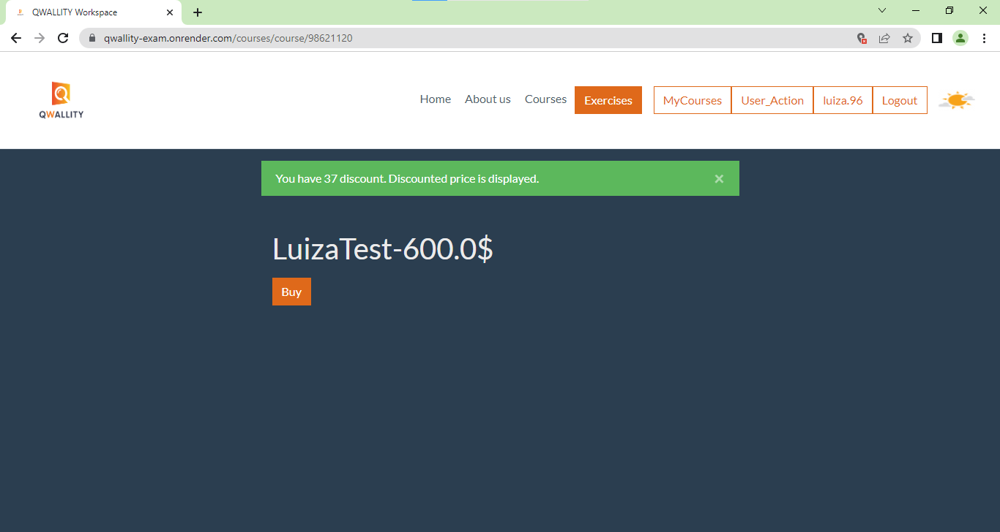 QWALLITY Workspace
qwallity-exam.onrender.com/courses/course/98621120
QWALLITY
Home About us Courses Exercises MyCourses User_Action luiza.96 Logout
You have 37 discount. Discounted price is displayed. ×
LuizaTest-600.0$
Buy